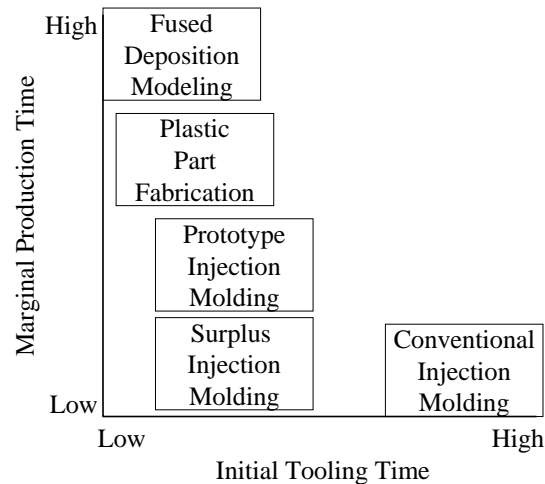 High
Fused
Deposition
Modeling
Plastic
Part
Fabrication
Prototype
Injection
Molding
Surplus
Injection
Molding
Conventional
Injection
Molding
Marginal Production Time
Low
Low
High
Initial Tooling Time